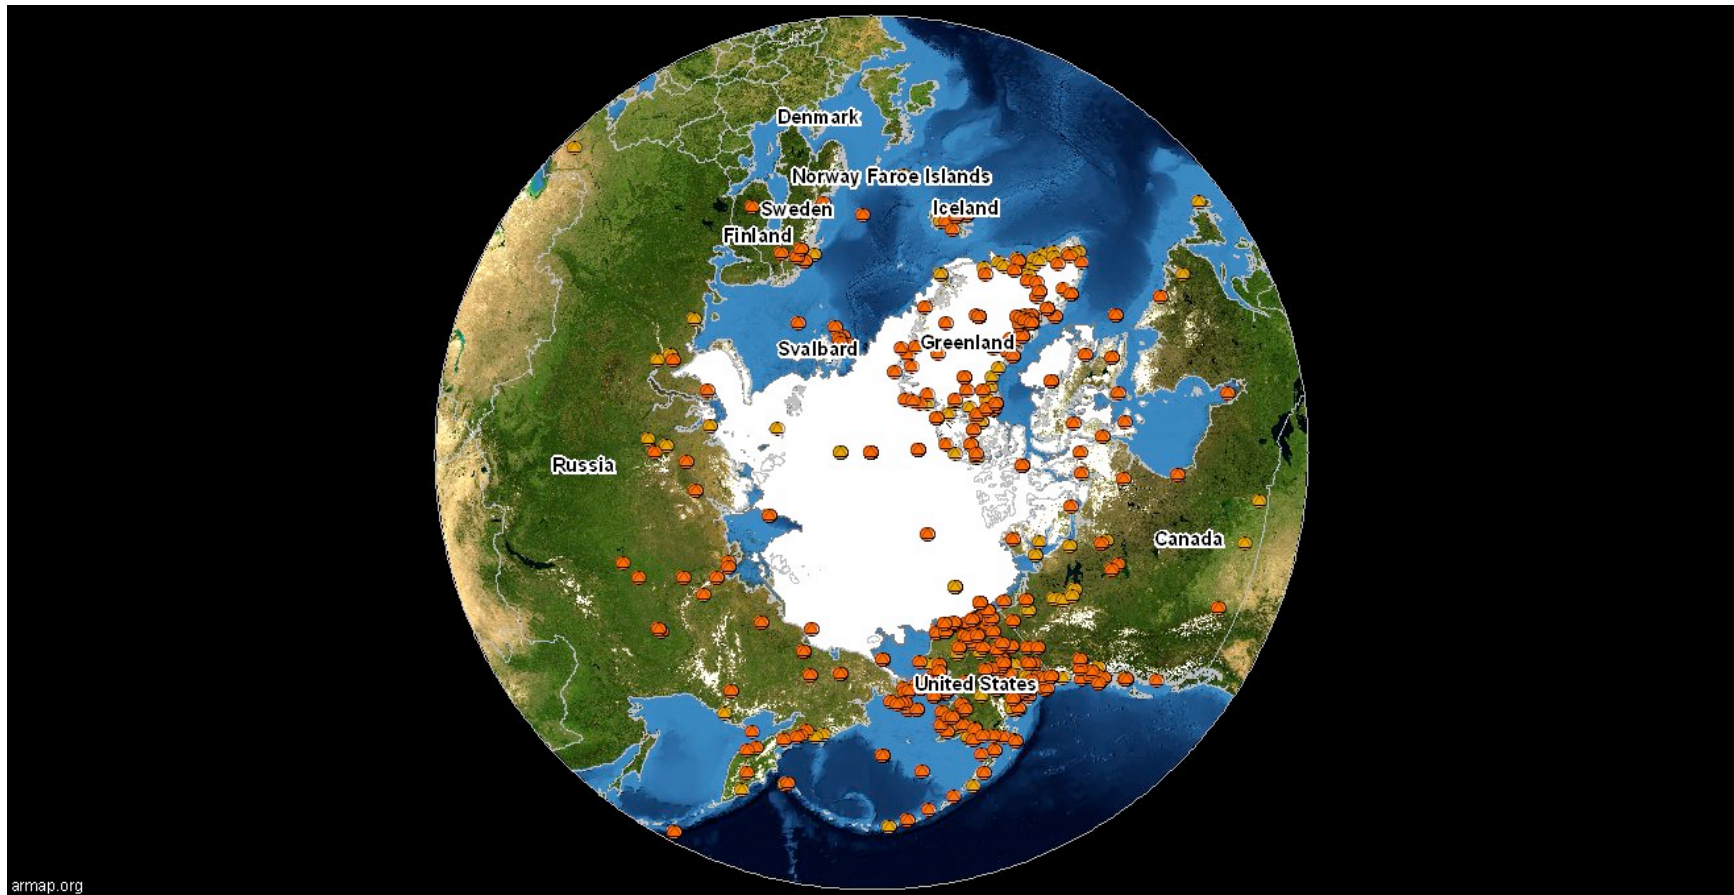 Denmark
Norway Faroe Islands
Sweden
Iceland
Finland
Greenland
Svalbard
Russia
Canada
United States
armap.org